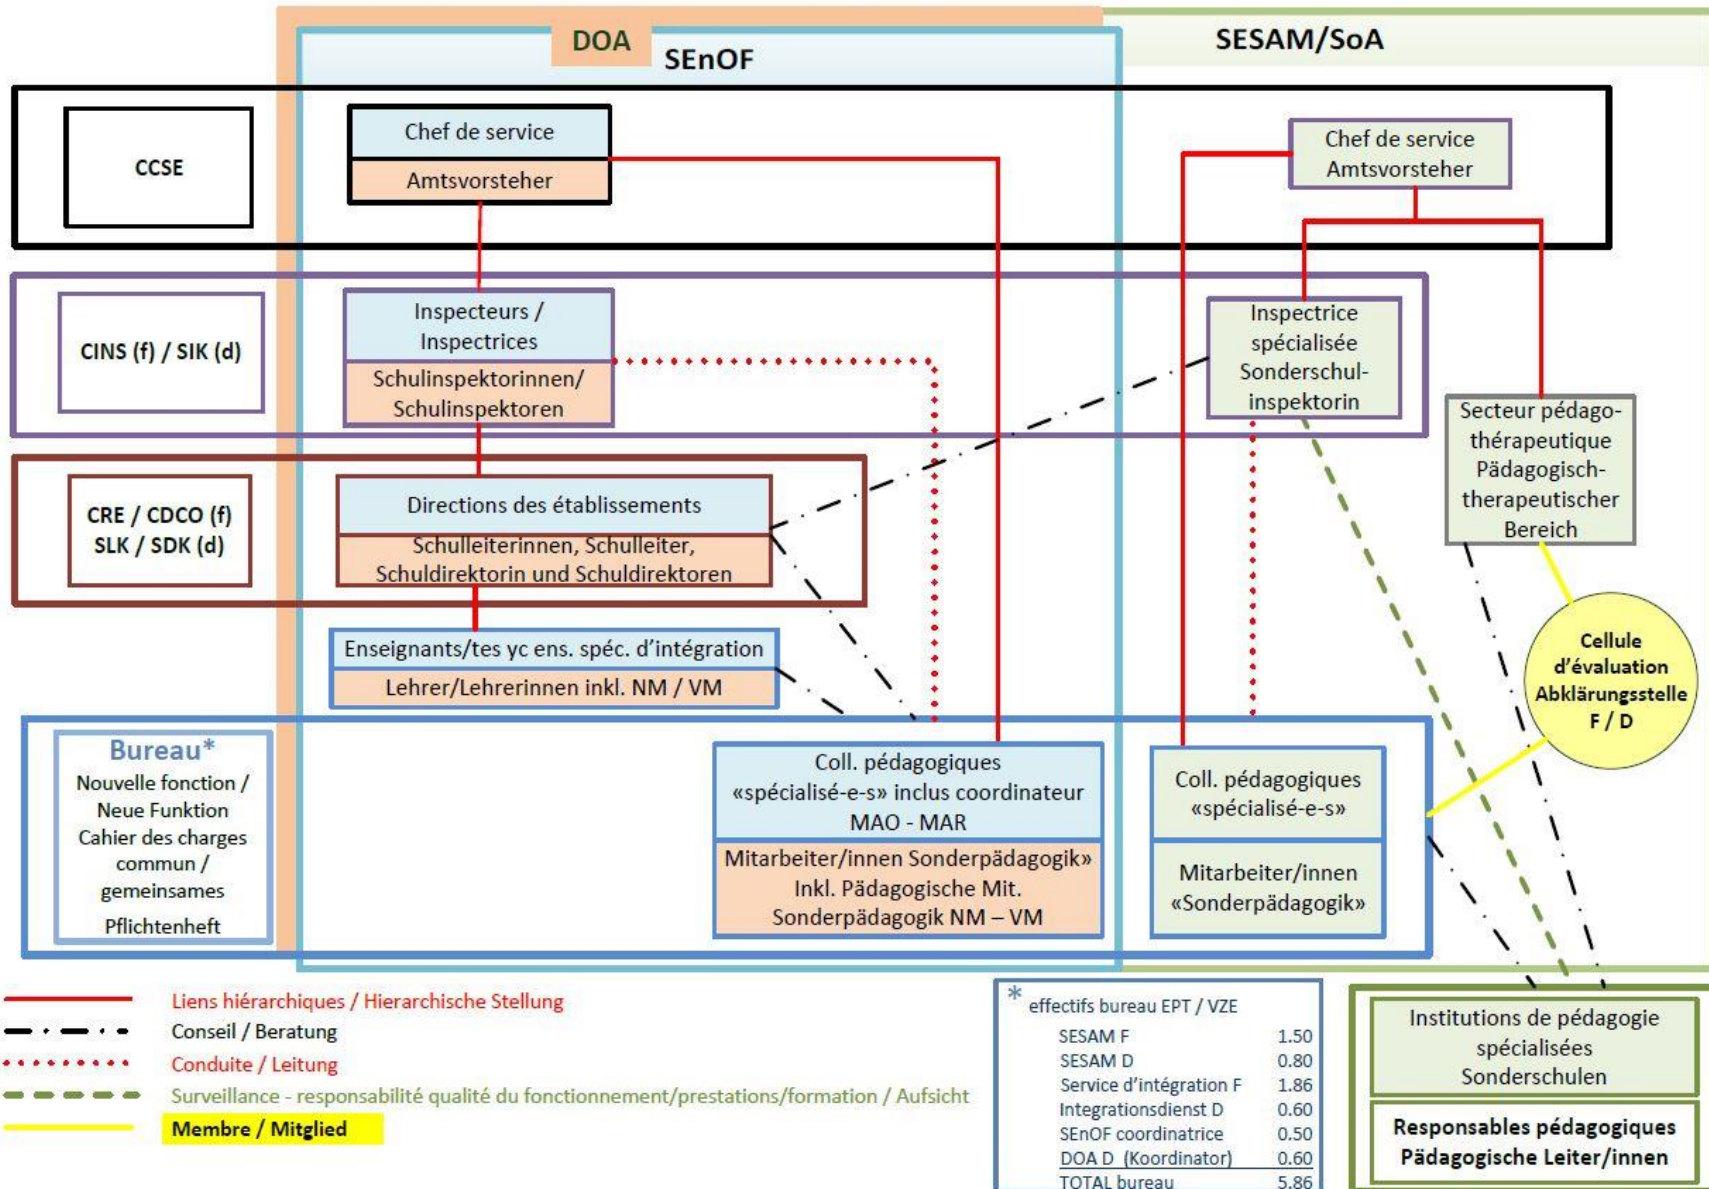 DOA
SEnOF
SESAM/SoA
CCSE
Chef de service
Amtsvorsteher
Chef de service
Amtsvorsteher
CINS (f) / SIK (d)
Inspecteurs /
Inspectrices
Schulinspektorinnen/
Schulinspektoren
Inspectrice
spécialisée
Sonderschul-
inspektorin
Secteur pédago-
thérapeutique
Pädagogisch-
therapeutischer
Bereich
CRE / CDCO (f)
SLK / SDK (d)
Directions des établissements
Schulleiterinnen, Schulleiter,
Schuldirektorin und Schuldirektoren
Enseignants/tes yc ens. spéc. d'intégration
Lehrer/Lehrerinnen inkl. NM / VM
Cellule
d'évaluation
Abklärungsstelle
F / D
Bureau*
Nouvelle fonction /
Neue Funktion
Cahier des charges
commun /
gemeinsames
Pflichtenheft
Coll. pédagogiques
«spécialisé-e-s» inclus coordinateur
MAO - MAR
Mitarbeiter/innen Sonderpädagogik»
Inkl. Pädagogische Mit.
Sonderpädagogik NM – VM
Coll. pédagogiques
«spécialisé-e-s»
Mitarbeiter/innen
«Sonderpädagogik»
Liens hiérarchiques / Hierarchische Stellung
Conseil / Beratung
Conduite / Leitung
Surveillance - responsabilité qualité du fonctionnement/prestations/formation / Aufsicht
Membre / Mitglied
* effectifs bureau EPT / VZE
SESAM F 1.50
SESAM D 0.80
Service d'intégration F 1.86
Integrationsdienst D 0.60
SEnOF coordinatrice 0.50
DOA D (Koordinator) 0.60
TOTAL bureau 5.86
Institutions de pédagogie
spécialisées
Sonderschulen
Responsables pédagogiques
Pädagogische Leiter/innen